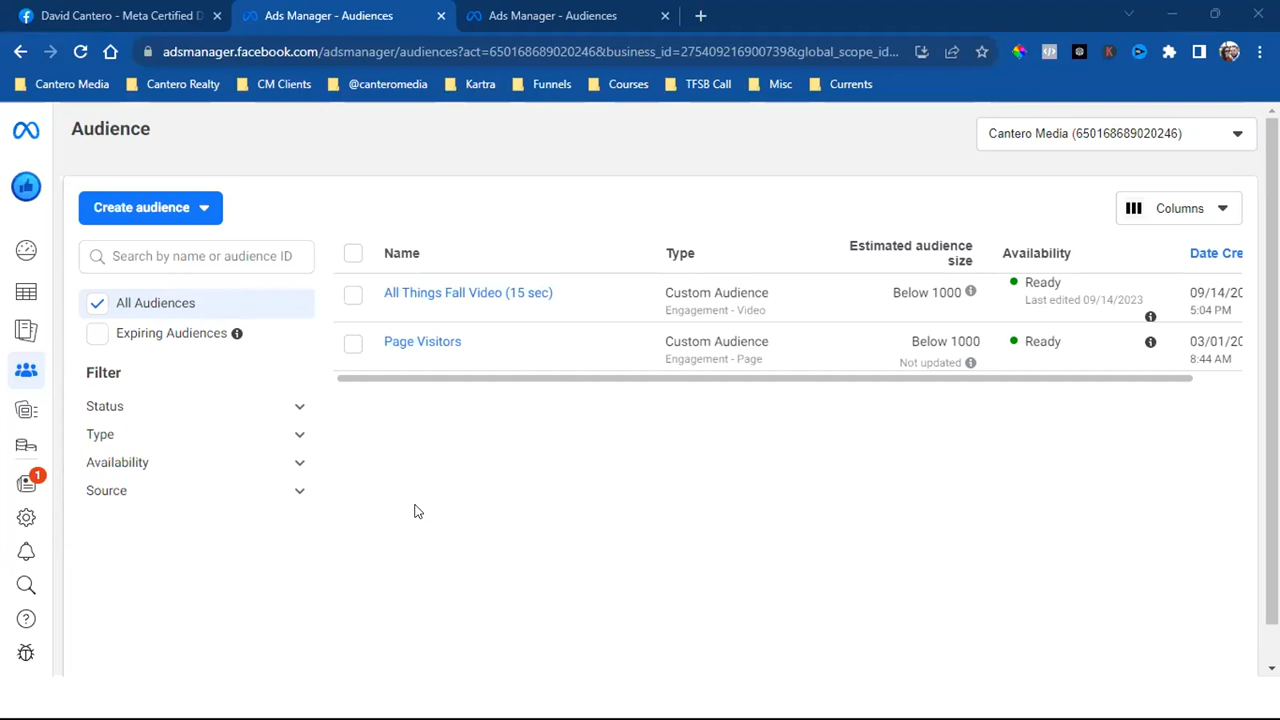 David Cantero – Meta Certified D
Ads Manager - Audiences
Ads Manager - Audiences
adsmanager.facebook.com/adsmanager/audiences?act=650168689020246&business_id=275409216900739&global_scope_id...
Cantero Media
Cantero Realty
CM Clients
@canteromedia
Kartra
Funnels
Courses
TFSB Call
Misc
Currents
Audience
Cantero Media (650168689020246)
Create audience
Columns
Search by name or audience ID
All Audiences
Expiring Audiences
Filter
Status
Type
Availability
Source
Name
Type
Estimated audience
size
Availability
Date Cre
All Things Fall Video (15 sec)
Custom Audience
Engagement - Video
Below 1000
Ready
Last edited 09/14/2023
09/14/20
5:04 PM
Page Visitors
Custom Audience
Engagement - Page
Below 1000
Not updated
Ready
03/01/20
8:44 AM
1